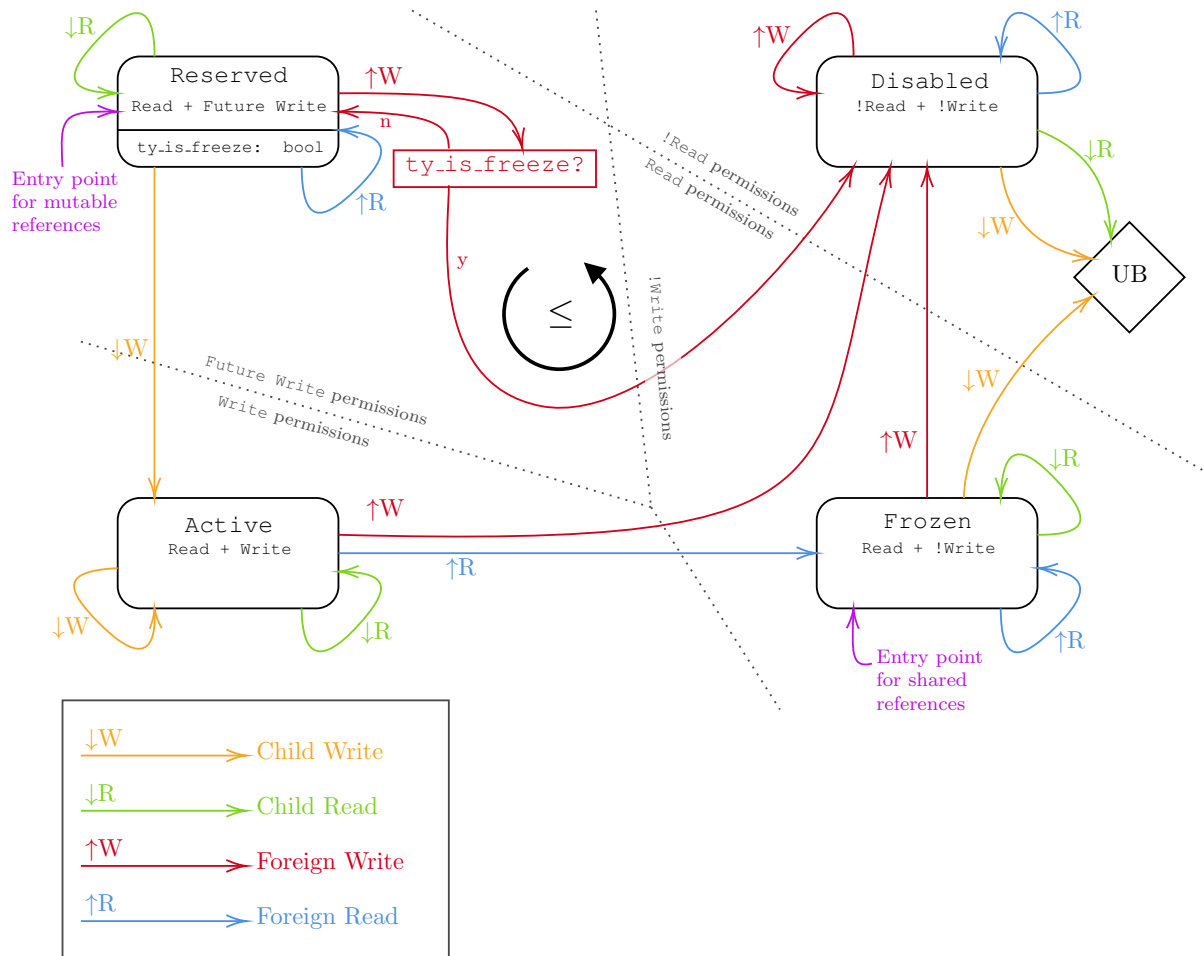 ↓R
Reserved
Read + Future Write
ty_is_freeze: bool
↑W
n
ty_is_freeze?
↑R
Entry point
for mutable
references
y
≤
↑W
↑R
Disabled
!Read + !Write
↓R
↓W
UB
!Read permissions
Read permissions
!Write permissions
↓W
Future Write permissions
Write permissions
↓W
↑W
Active
Read + Write
↑W
↑R
↓W
↓R
Frozen
Read + !Write
↓R
↑R
Entry point
for shared
references
↓W Child Write
↓R Child Read
↑W Foreign Write
↑R Foreign Read